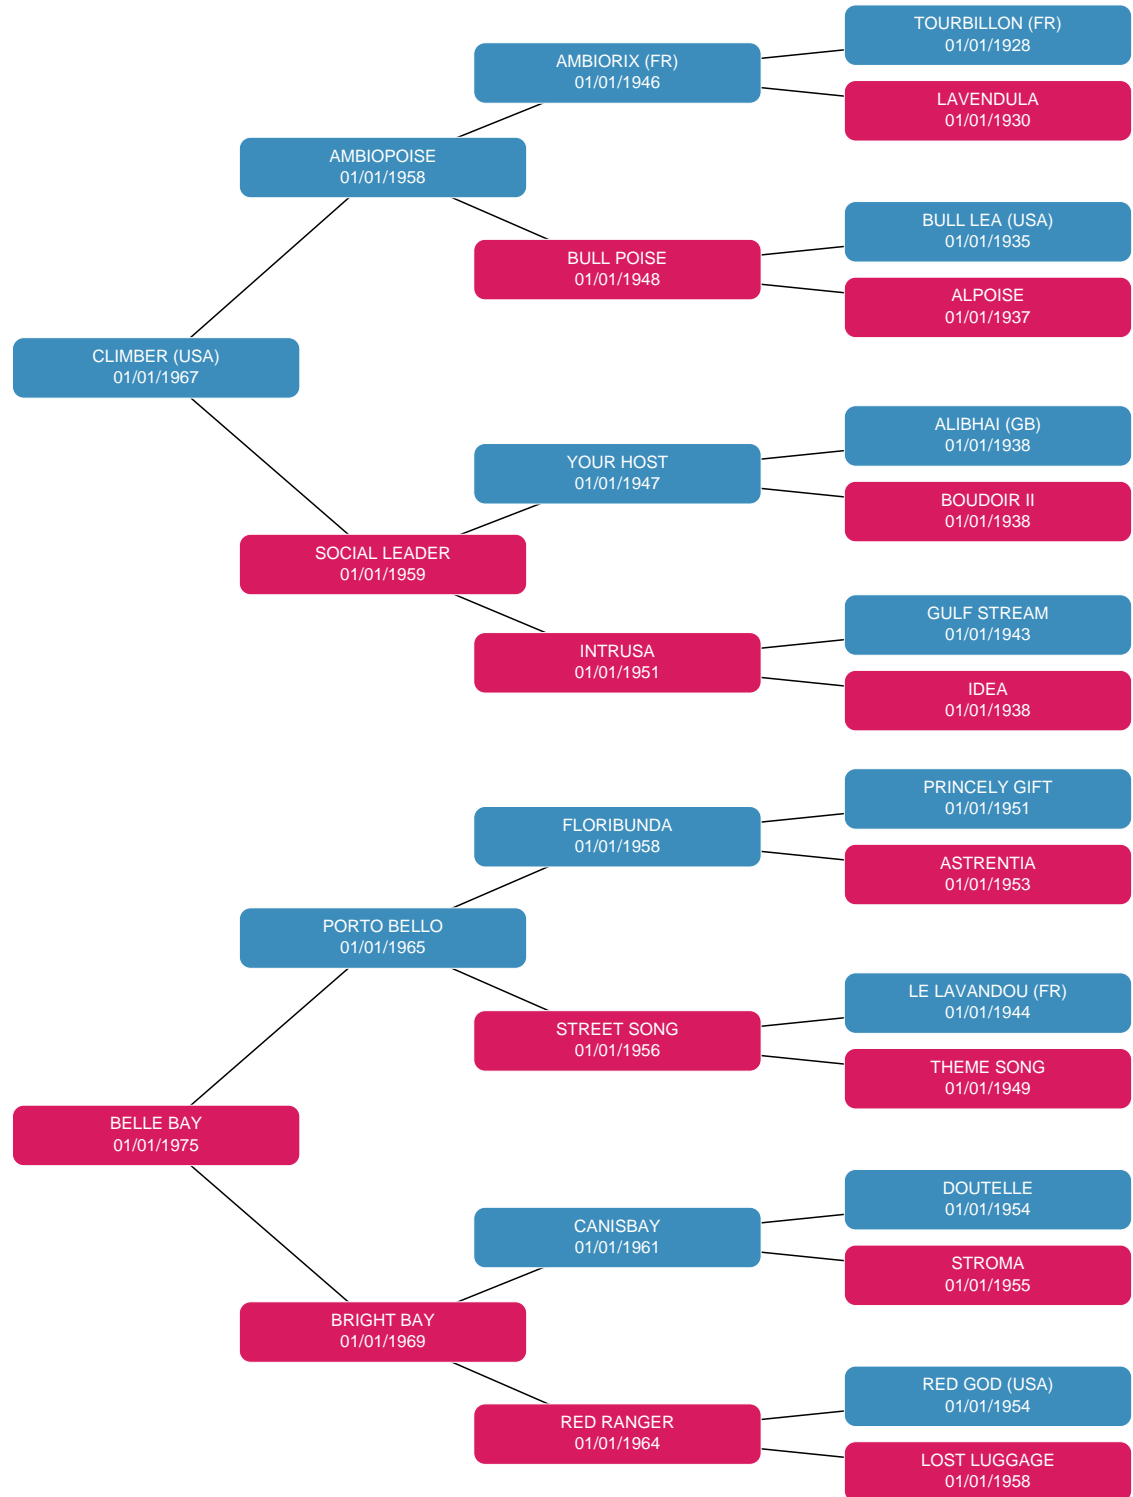 TOURBILLON (FR)
01/01/1928
AMBIORIX (FR)
01/01/1946
LAVENDULA
01/01/1930
AMBIOPOISE
01/01/1958
BULL LEA (USA)
01/01/1935
BULL POISE
01/01/1948
ALPOISE
01/01/1937
CLIMBER (USA)
01/01/1967
ALIBHAI (GB)
01/01/1938
YOUR HOST
01/01/1947
BOUDOIR II
01/01/1938
SOCIAL LEADER
01/01/1959
GULF STREAM
01/01/1943
INTRUSA
01/01/1951
IDEA
01/01/1938
PRINCELY GIFT
01/01/1951
FLORIBUNDA
01/01/1958
ASTRENTIA
01/01/1953
PORTO BELLO
01/01/1965
LE LAVANDOU (FR)
01/01/1944
STREET SONG
01/01/1956
THEME SONG
01/01/1949
BELLE BAY
01/01/1975
DOUTELLE
01/01/1954
CANISBAY
01/01/1961
STROMA
01/01/1955
BRIGHT BAY
01/01/1969
RED GOD (USA)
01/01/1954
RED RANGER
01/01/1964
LOST LUGGAGE
01/01/1958